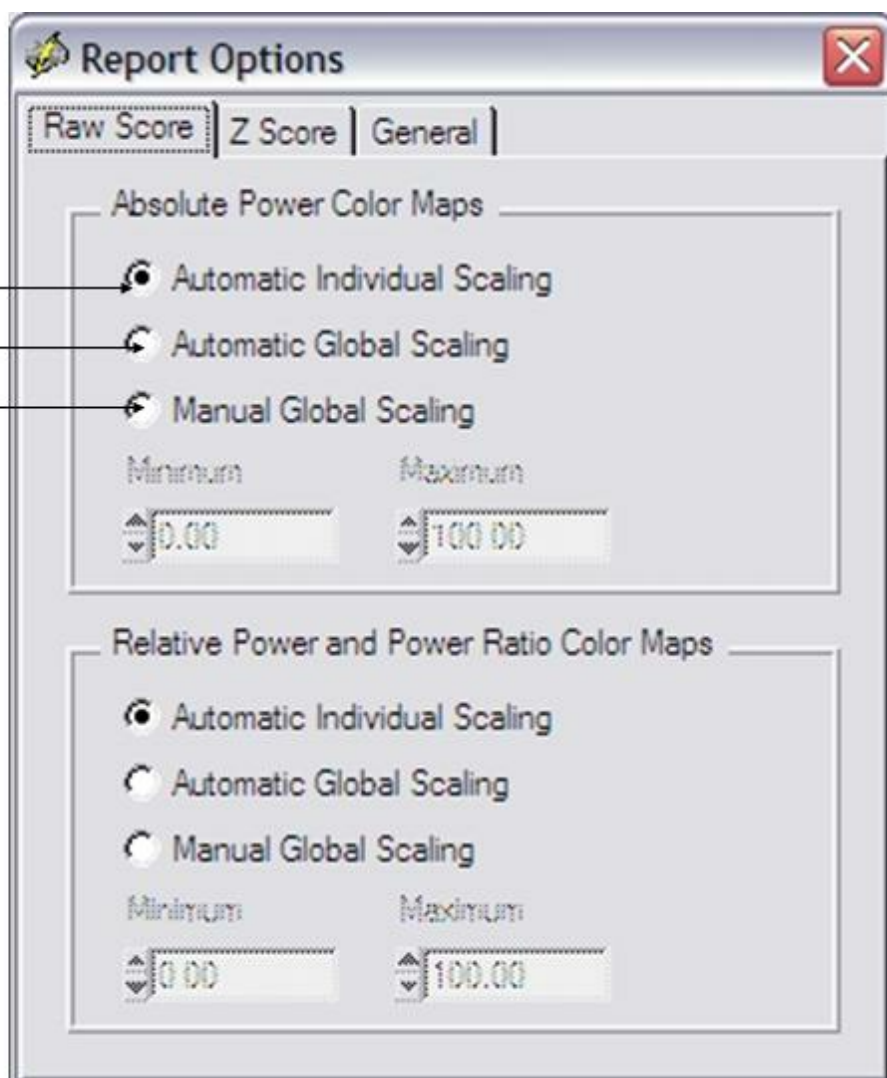 Report Options
Raw Score Z Score General
Absolute Power Color Maps
Automatic Individual Scaling
Automatic Global Scaling
Manual Global Scaling
Minimum Maximum
0.00 100 00
Relative Power and Power Ratio Color Maps
Automatic Individual Scaling
Automatic Global Scaling
Manual Global Scaling
Minimum Maximum
0 00 100.00